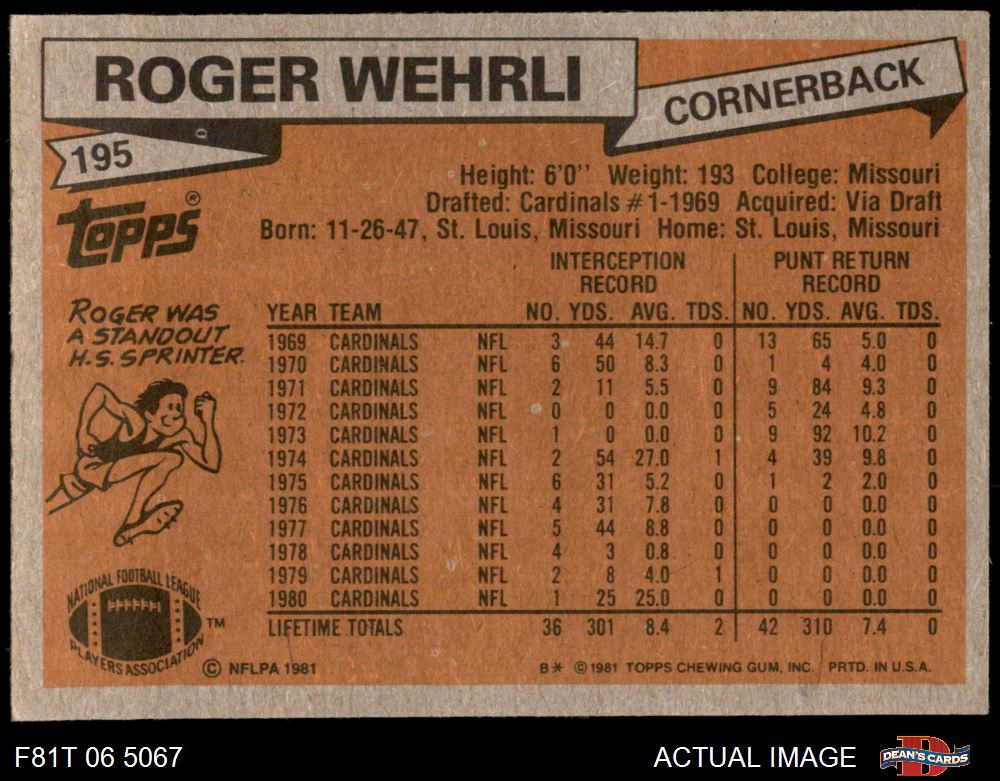 ROGER WEHRLI
CORNERBACK
195
TOPPS®
Height: 6'0'' Weight: 193 College: Missouri
Drafted: Cardinals #1-1969 Acquired: Via Draft
Born: 11-26-47, St. Louis, Missouri Home: St. Louis, Missouri
ROGER WAS
A STANDOUT
H.S. SPRINTER.
INTERCEPTION RECORD PUNT RETURN RECORD
YEAR TEAM NO. YDS. AVG. TDS. NO. YDS. AVG. TDS.
1969 CARDINALS NFL 3 44 14.7 0 13 65 5.0 0
1970 CARDINALS NFL 6 50 8.3 0 1 4 4.0 0
1971 CARDINALS NFL 2 11 5.5 0 9 84 9.3 0
1972 CARDINALS NFL 0 0 0.0 0 5 24 4.8 0
1973 CARDINALS NFL 1 0 0.0 0 9 92 10.2 0
1974 CARDINALS NFL 2 54 27.0 1 4 39 9.8 0
1975 CARDINALS NFL 6 31 5.2 0 1 2 2.0 0
1976 CARDINALS NFL 4 31 7.8 0 0 0 0.0 0
1977 CARDINALS NFL 5 44 8.8 0 0 0 0.0 0
1978 CARDINALS NFL 4 3 0.8 0 0 0 0.0 0
1979 CARDINALS NFL 2 8 4.0 1 0 0 0.0 0
1980 CARDINALS NFL 1 25 25.0 0 0 0 0.0 0
LIFETIME TOTALS 36 301 8.4 2 42 310 7.4 0
NATIONAL FOOTBALL LEAGUE
PLAYERS ASSOCIATION ™
© NFLPA 1981 B* © 1981 TOPPS CHEWING GUM, INC. PRTD. IN U.S.A.
F81T 06 5067 ACTUAL IMAGE DEAN'S CARDS